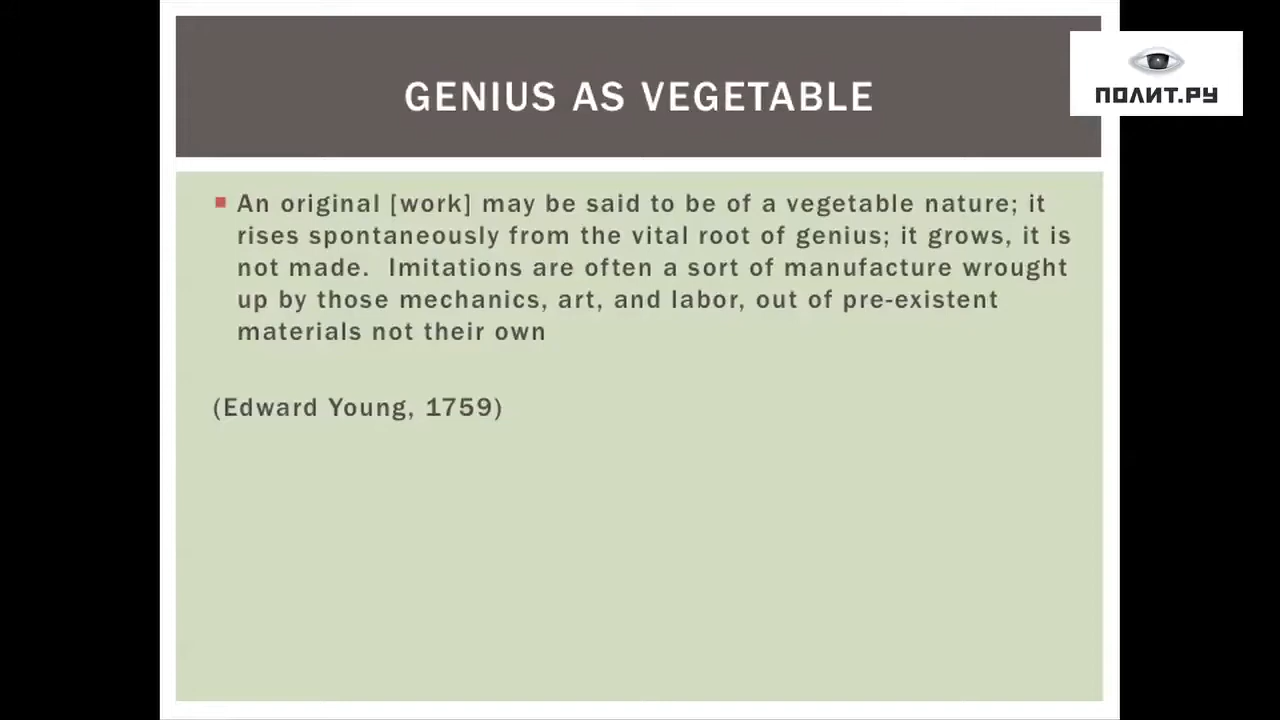 GENIUS AS VEGETABLE
ПОЛИТ.РУ
An original [work] may be said to be of a vegetable nature; it
rises spontaneously from the vital root of genius; it grows, it is
not made.  Imitations are often a sort of manufacture wrought
up by those mechanics, art, and labor, out of pre-existent
materials not their own
(Edward Young, 1759)